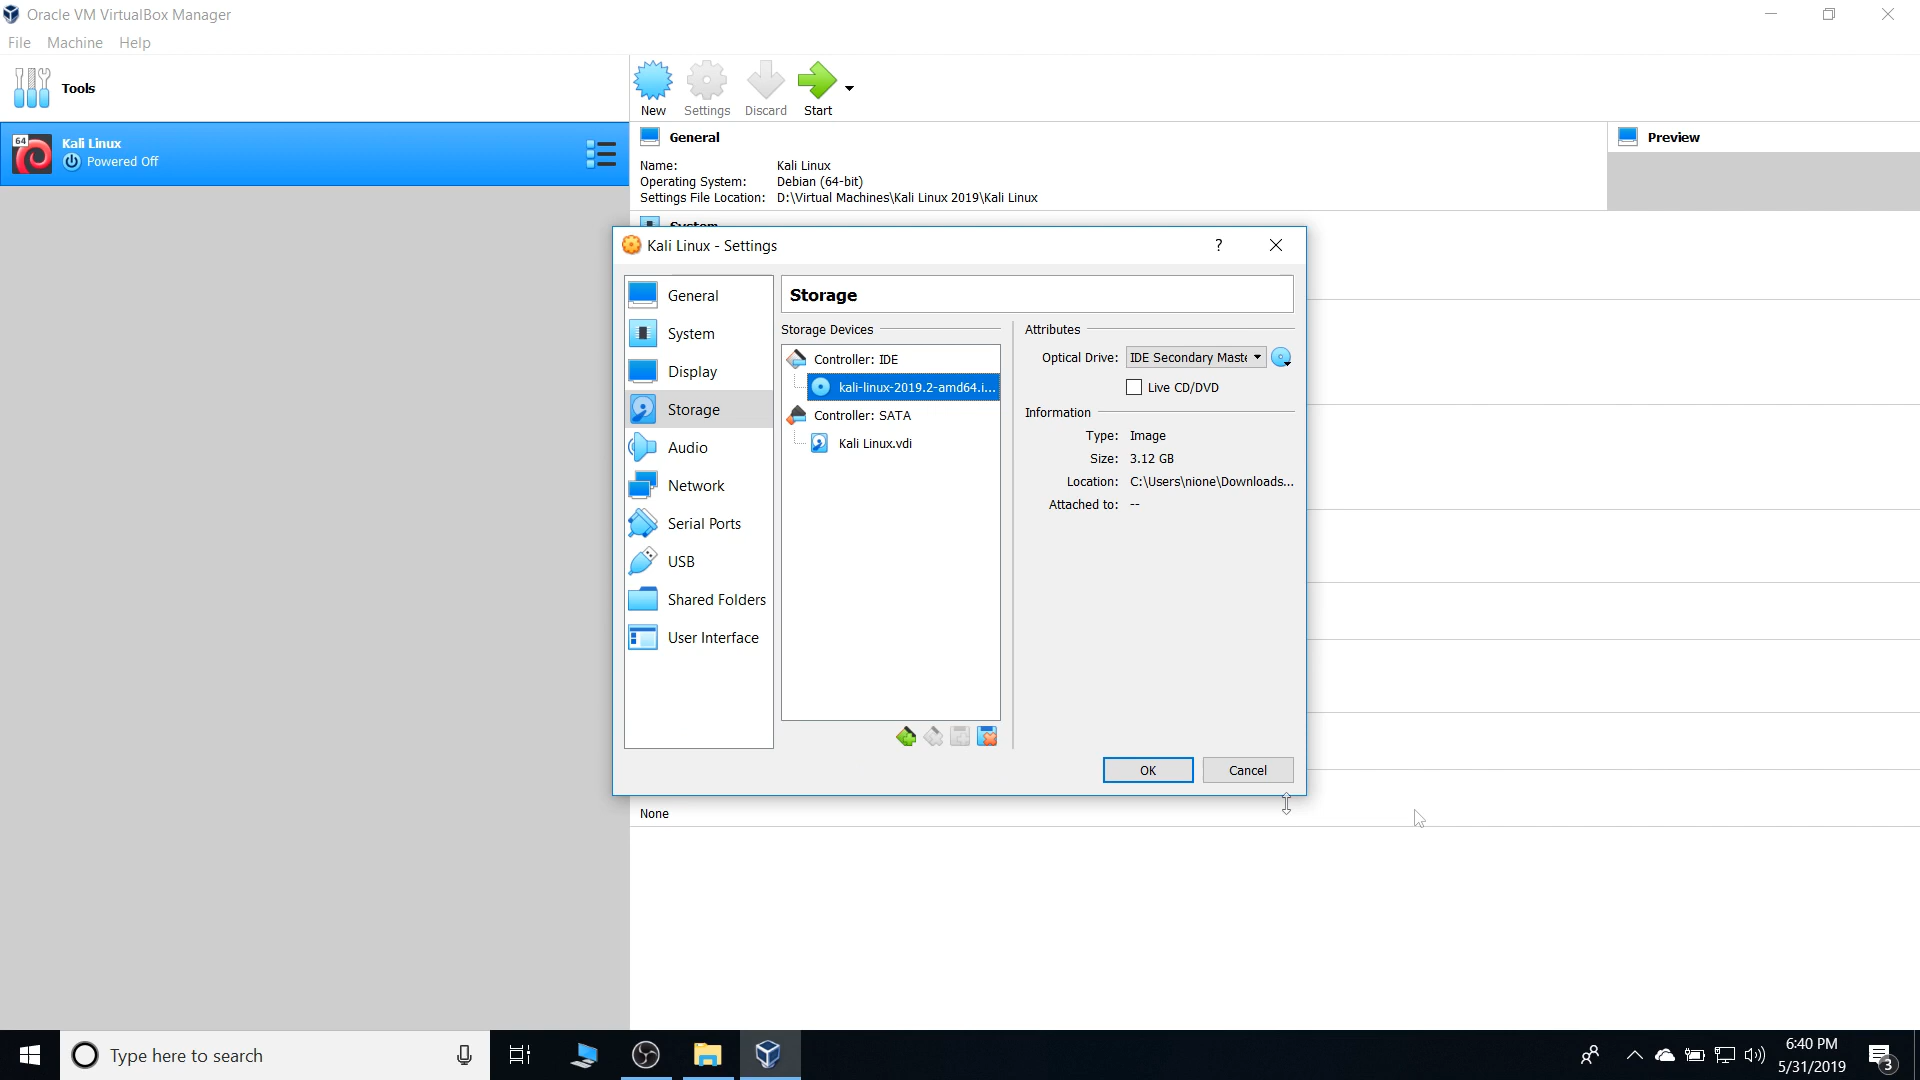 Oracle VM VirtualBox Manager
File Machine Help
Tools
New Settings Discard Start
64 Kali Linux
Powered Off
General
Name: Kali Linux
Operating System: Debian (64-bit)
Settings File Location: D:\Virtual Machines\Kali Linux 2019\Kali Linux
Preview
System
Kali Linux - Settings
?
General
System
Display
Storage
Audio
Network
Serial Ports
USB
Shared Folders
User Interface
Storage
Storage Devices
Controller: IDE
kali-linux-2019.2-amd64.i...
Controller: SATA
Kali Linux.vdi
Attributes
Optical Drive: IDE Secondary Maste
Live CD/DVD
Information
Type: Image
Size: 3.12 GB
Location: C:\Users\nione\Downloads...
Attached to: --
OK Cancel
None
Type here to search
6:40 PM
5/31/2019
3